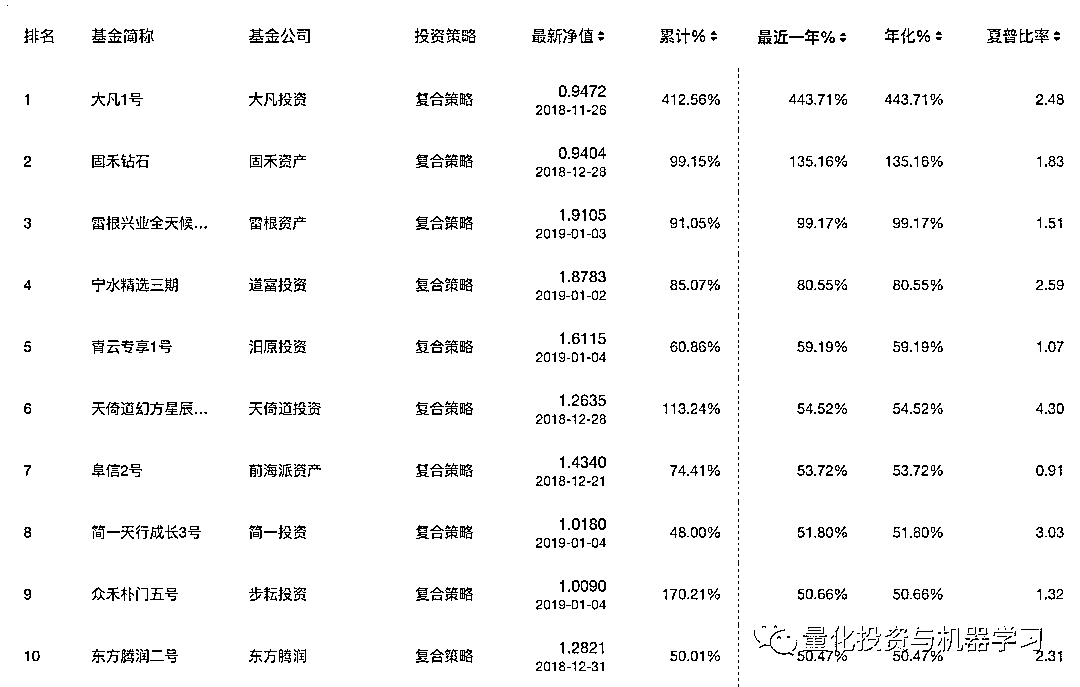 排名 基金简称 基金公司 投资策略 最新净值 累计% 最近一年% 年化% 夏普比率
1 大凡1号 大凡投资 复合策略 0.9472 412.56% 443.71% 443.71% 2.48
2018-11-26
2 固禾钻石 固禾资产 复合策略 0.9404 99.15% 135.16% 135.16% 1.83
2018-12-28
3 雷根兴业全天候... 雷根资产 复合策略 1.9105 91.05% 99.17% 99.17% 1.51
2019-01-03
4 宁水精选三期 道富投资 复合策略 1.8783 85.07% 80.55% 80.55% 2.59
2019-01-02
5 青云专享1号 汨原投资 复合策略 1.6115 60.86% 59.19% 59.19% 1.07
2019-01-04
6 天倚道幻方星辰... 天倚道投资 复合策略 1.2635 113.24% 54.52% 54.52% 4.30
2018-12-28
7 阜信2号 前海派资产 复合策略 1.4340 74.41% 53.72% 53.72% 0.91
2018-12-21
8 简一天行成长3号 简一投资 复合策略 1.0180 48.00% 51.80% 51.80% 3.03
2019-01-04
9 众禾朴门五号 步耘投资 复合策略 1.0090 170.21% 50.66% 50.66% 1.32
2019-01-04
10 东方腾润二号 东方腾润 复合策略 1.2821 50.01% 50.47% 50.47% 2.31
2018-12-31
量化投资与机器学习